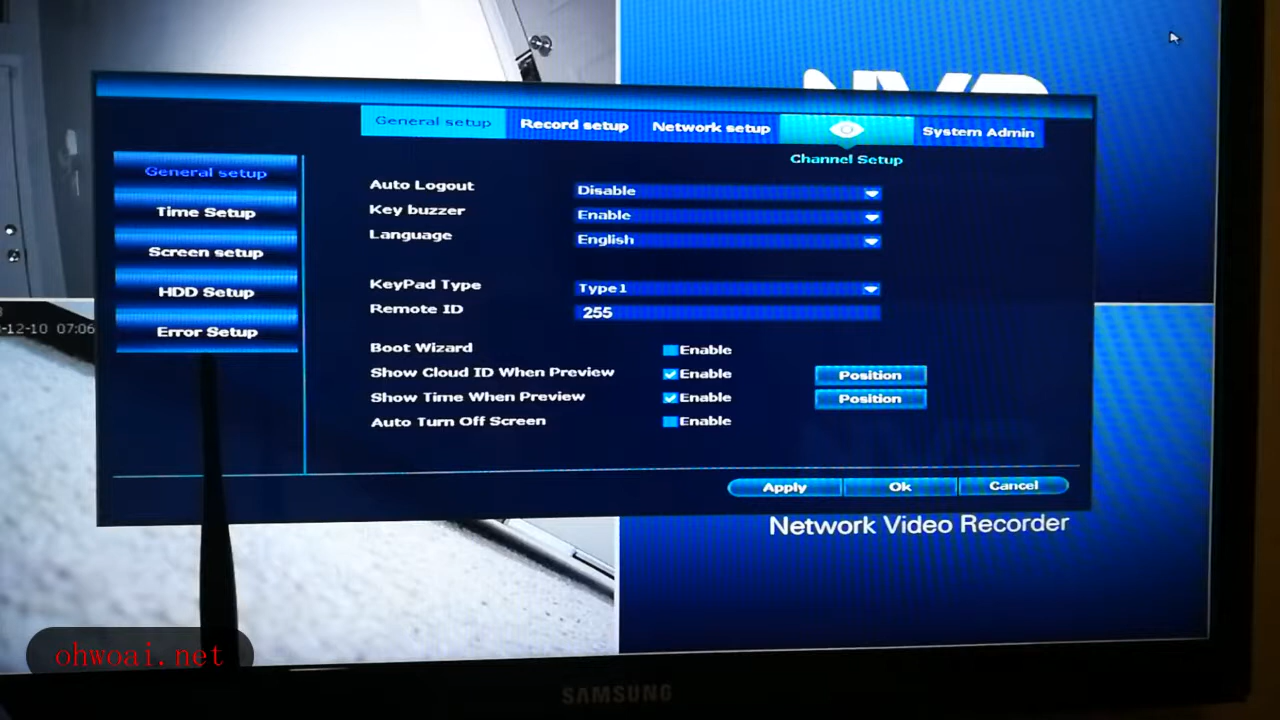 NVR
General setup Record setup Network setup System Admin
Channel Setup
General setup
Time Setup
Screen setup
HDD Setup
Error Setup
Auto Logout Disable
Key buzzer Enable
Language English
KeyPad Type Type1
Remote ID 255
Boot Wizard Enable
Show Cloud ID When Preview Enable Position
Show Time When Preview Enable Position
Auto Turn Off Screen Enable
Apply Ok Cancel
-12-10 07:06
Network Video Recorder
ohwoai.net
SAMSUNG